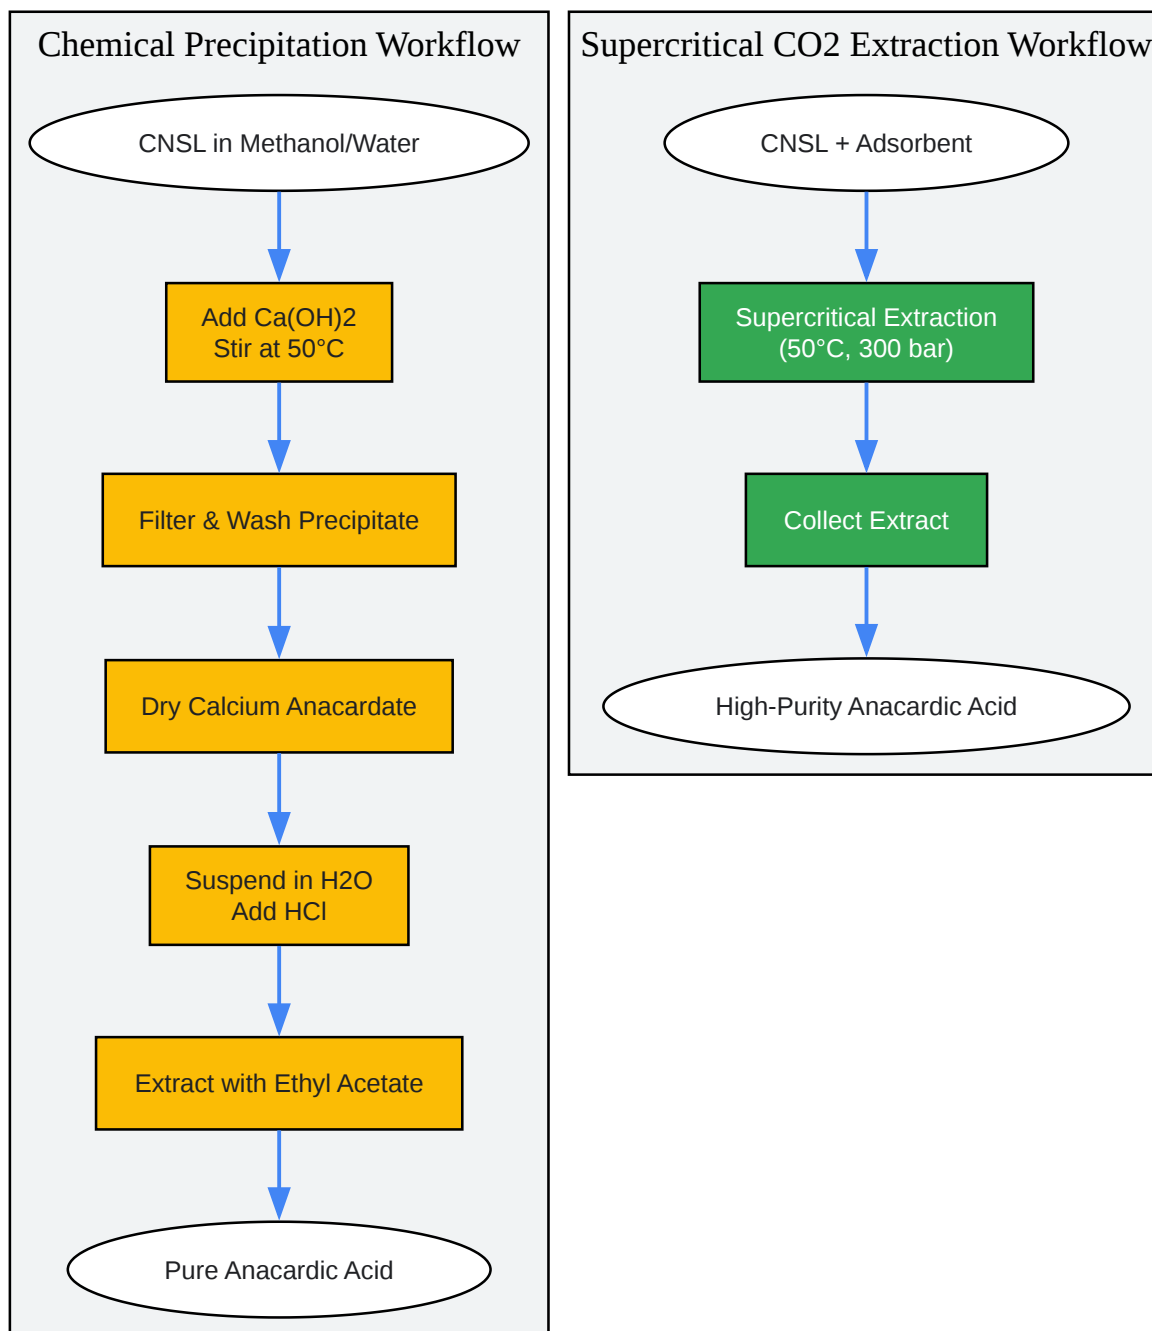 Chemical Precipitation Workflow
CNSL in Methanol/Water
Add Ca(OH)2
Stir at 50°C
Filter & Wash Precipitate
Dry Calcium Anacardate
Suspend in H2O
Add HCl
Extract with Ethyl Acetate
Pure Anacardic Acid
Supercritical CO2 Extraction Workflow
CNSL + Adsorbent
Supercritical Extraction
(50°C, 300 bar)
Collect Extract
High-Purity Anacardic Acid